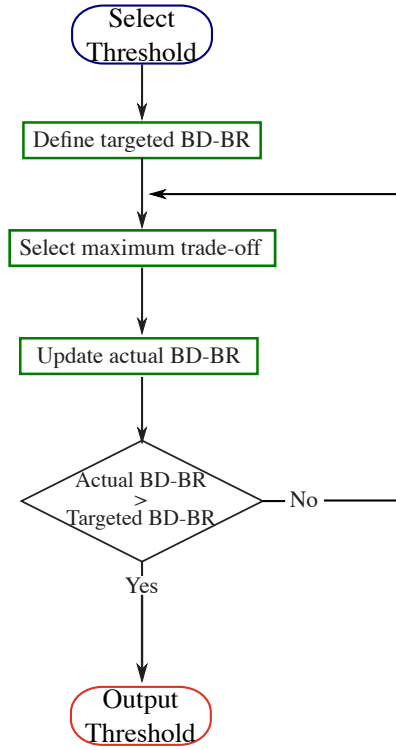 Select
Threshold
Define targeted BD-BR
Select maximum trade-off
Update actual BD-BR
Actual BD-BR
>
Targeted BD-BR
No
Yes
Output
Threshold